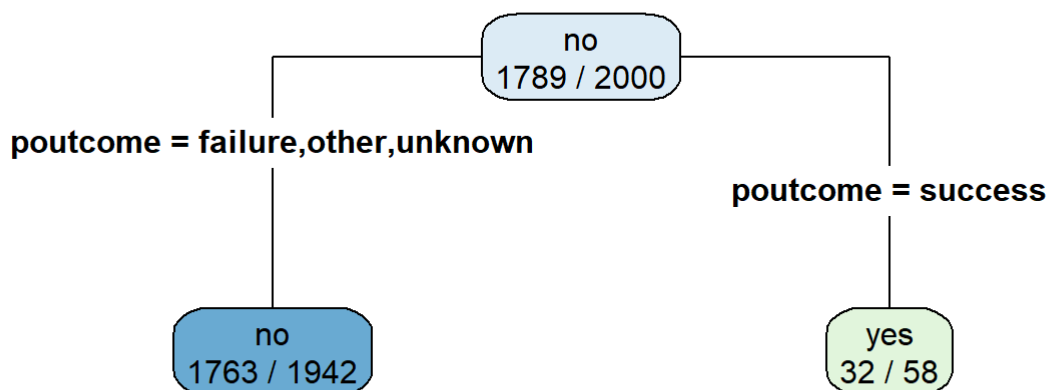 no
1789 / 2000
poutcome = failure,other,unknown
poutcome = success
no
1763 / 1942
yes
32 / 58